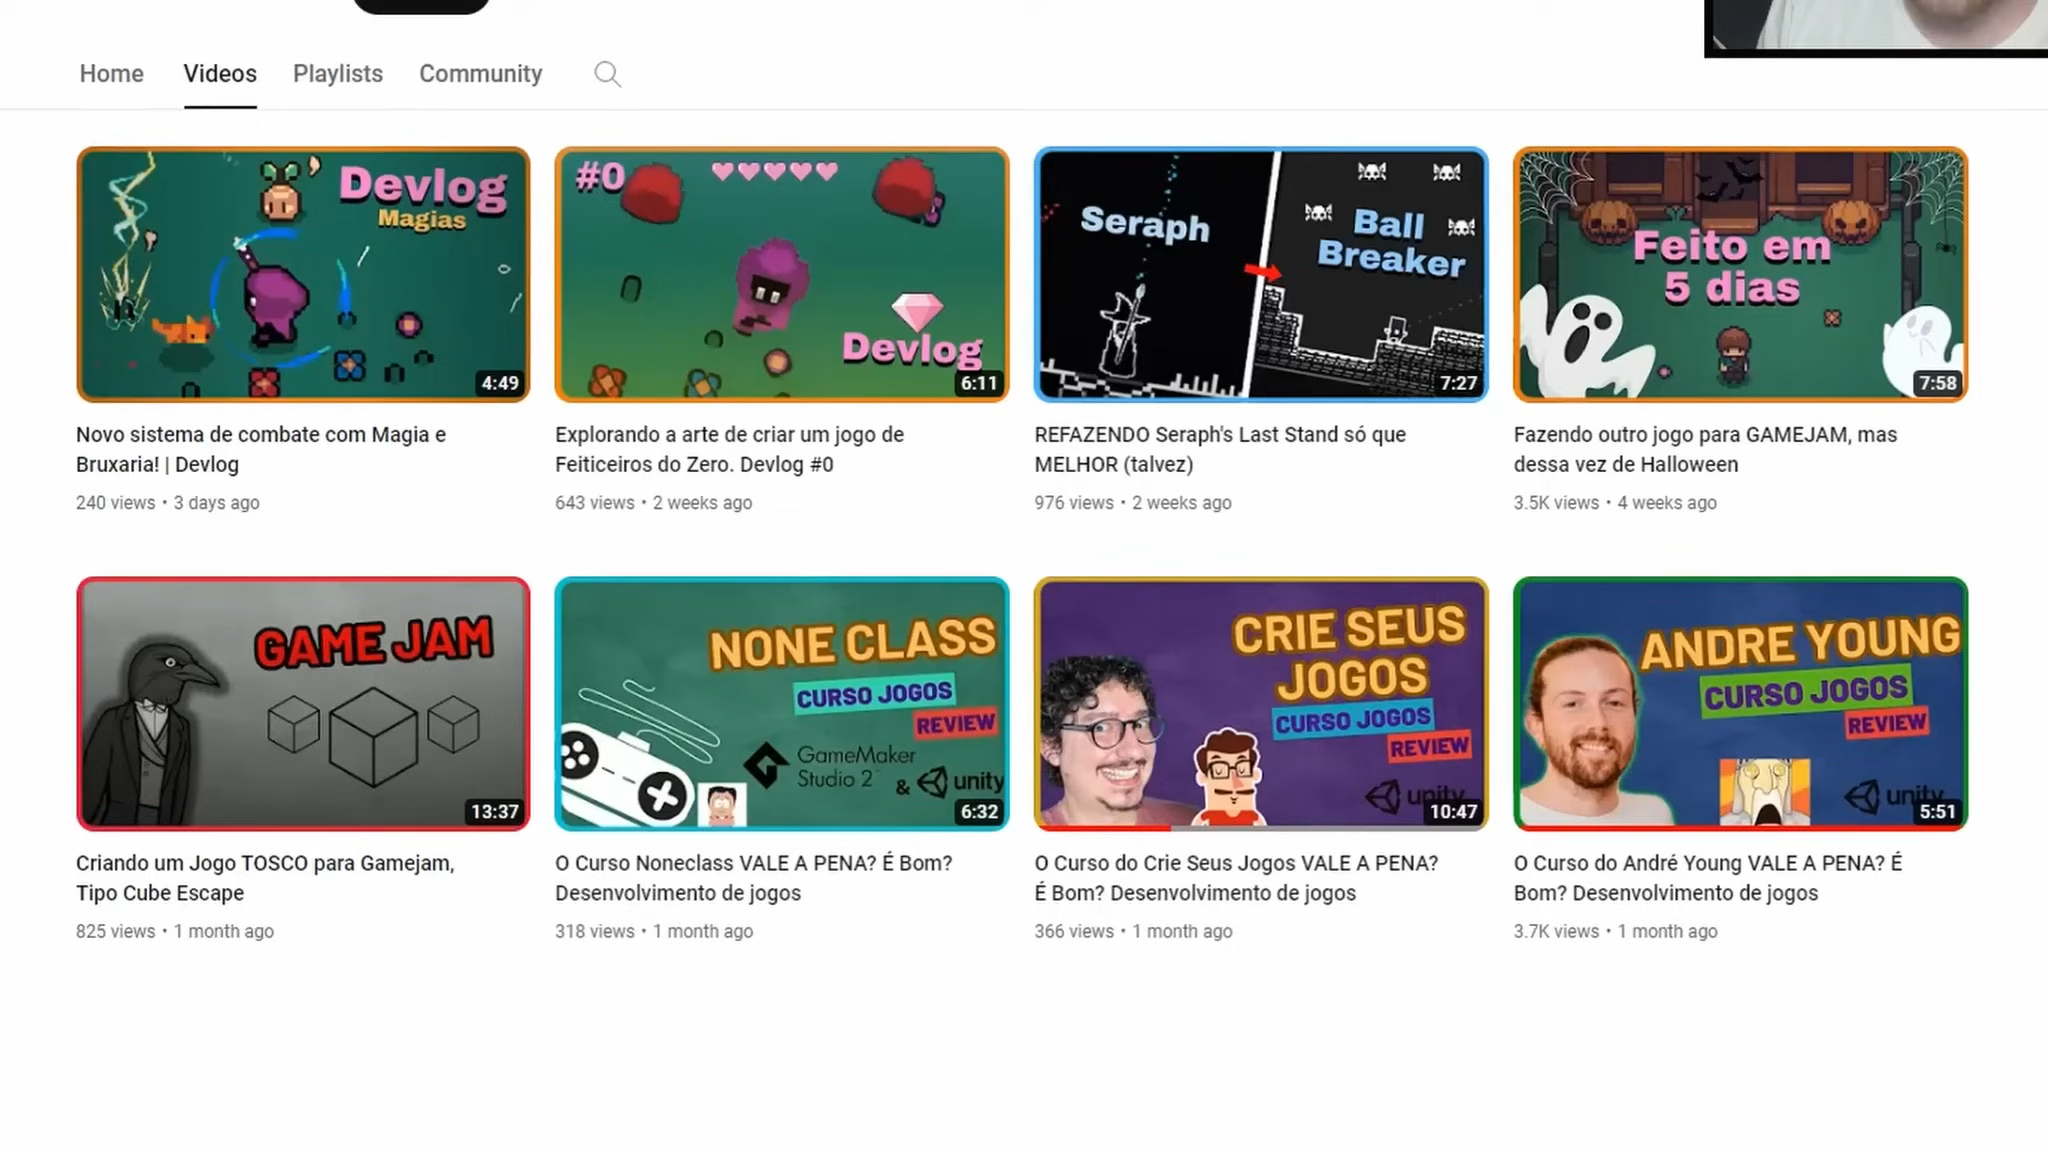 Home Videos Playlists Community
Devlog
Magias
4:49
#0
Devlog
6:11
Seraph
Ball
Breaker
7:27
Feito em
5 dias
7:58
Novo sistema de combate com Magia e
Bruxaria! | Devlog
240 views • 3 days ago
Explorando a arte de criar um jogo de
Feiticeiros do Zero. Devlog #0
643 views • 2 weeks ago
REFAZENDO Seraph's Last Stand só que
MELHOR (talvez)
976 views • 2 weeks ago
Fazendo outro jogo para GAMEJAM, mas
dessa vez de Halloween
3.5K views • 4 weeks ago
GAME JAM
13:37
NONE CLASS
CURSO JOGOS
REVIEW
GameMaker
Studio 2
& unity
6:32
CRIE SEUS
JOGOS
CURSO JOGOS
REVIEW
unity
10:47
ANDRE YOUNG
CURSO JOGOS
REVIEW
unity
5:51
Criando um Jogo TOSCO para Gamejam,
Tipo Cube Escape
825 views • 1 month ago
O Curso Noneclass VALE A PENA? É Bom?
Desenvolvimento de jogos
318 views • 1 month ago
O Curso do Crie Seus Jogos VALE A PENA?
É Bom? Desenvolvimento de jogos
366 views • 1 month ago
O Curso do André Young VALE A PENA? É
Bom? Desenvolvimento de jogos
3.7K views • 1 month ago